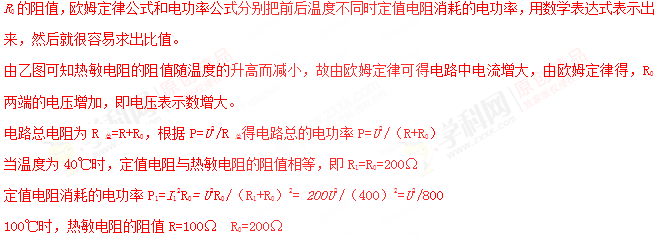 R₀的阻值，欧姆定律公式和电功率公式分别把前后温度不同时定值电阻消耗的电功率，用数学表达式表示出
来，然后就很容易求出比值。
由乙图可知热敏电阻的阻值随温度的升高而减小，故由欧姆定律可得电路中电流增大，由欧姆定律得，R₀
两端的电压增加，即电压表示数增大。
电路总电阻为 R 总=R+R₀，根据 P=U²/R 总得电路总的电功率 P=U²/（R+R₀）
当温度为 40℃时，定值电阻与热敏电阻的阻值相等，即 R₁=R₀=200Ω
定值电阻消耗的电功率 P₁=I₁²R₀= U²R₀/（R₁+R₀）²= 200U²/（400）²=U²/800
100℃时，热敏电阻的阻值 R=100Ω R₀=200Ω